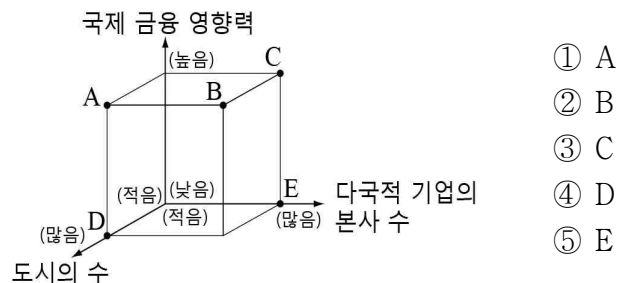 국제 금융 영향력
(높음)
C
A
B
(적음)
(낮음)
(적음)
E
(많음)
다국적 기업의
본사 수
D
(많음)
도시의 수
① A
② B
③ C
④ D
⑤ E